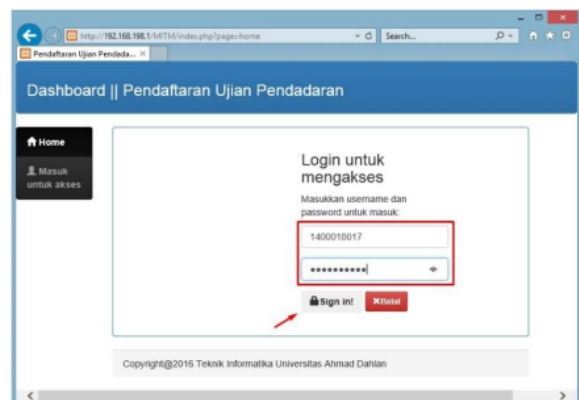 http://192.168.198.1/MITM/index.php?page=home
Search...
Pendaftaran Ujian Pendada...
Dashboard || Pendaftaran Ujian Pendadaran
Home
Masuk
untuk akses
Login untuk
mengakses
Masukkan username dan
password untuk masuk:
1400018017
Sign in!
Batal
Copyright@2016 Teknik Informatika Universitas Ahmad Dahlan